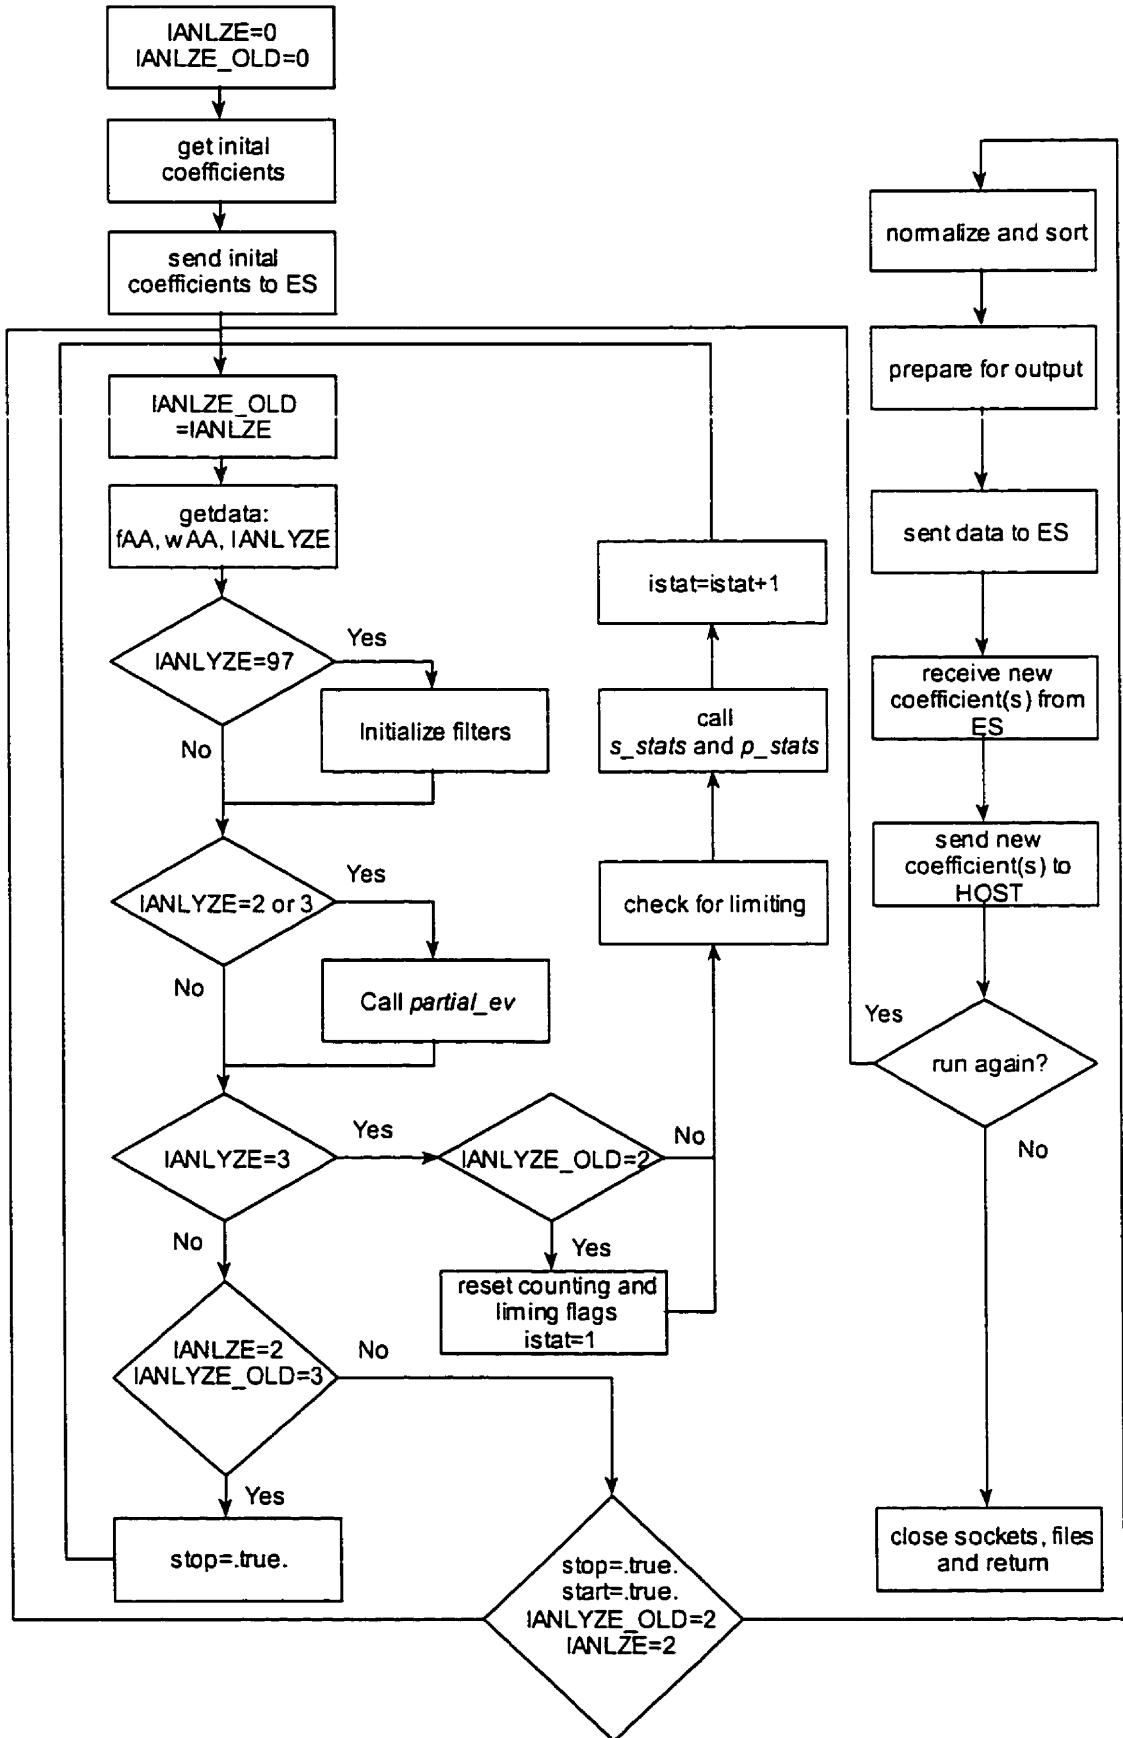 IANLZE=0
IANLZE_OLD=0
get inital
coefficients
send inital
coefficients to ES
IANLZE_OLD
=IANLZE
getdata:
fAA, wAA, IANLYZE
IANLYZE=97
Yes
No
Initialize filters
IANLYZE=2 or 3
Yes
No
Call partial_ev
IANLYZE=3
Yes
No
IANLYZE_OLD=2
No
Yes
reset counting and
liming flags
istat=1
check for limiting
call
s_stats and p_stats
istat=istat+1
IANLZE=2
IANLYZE_OLD=3
No
Yes
stop=.true.
stop=.true.
start=.true.
IANLYZE_OLD=2
IANLZE=2
normalize and sort
prepare for output
sent data to ES
receive new
coefficient(s) from
ES
send new
coefficient(s) to
HOST
Yes
run again?
No
close sockets, files
and return